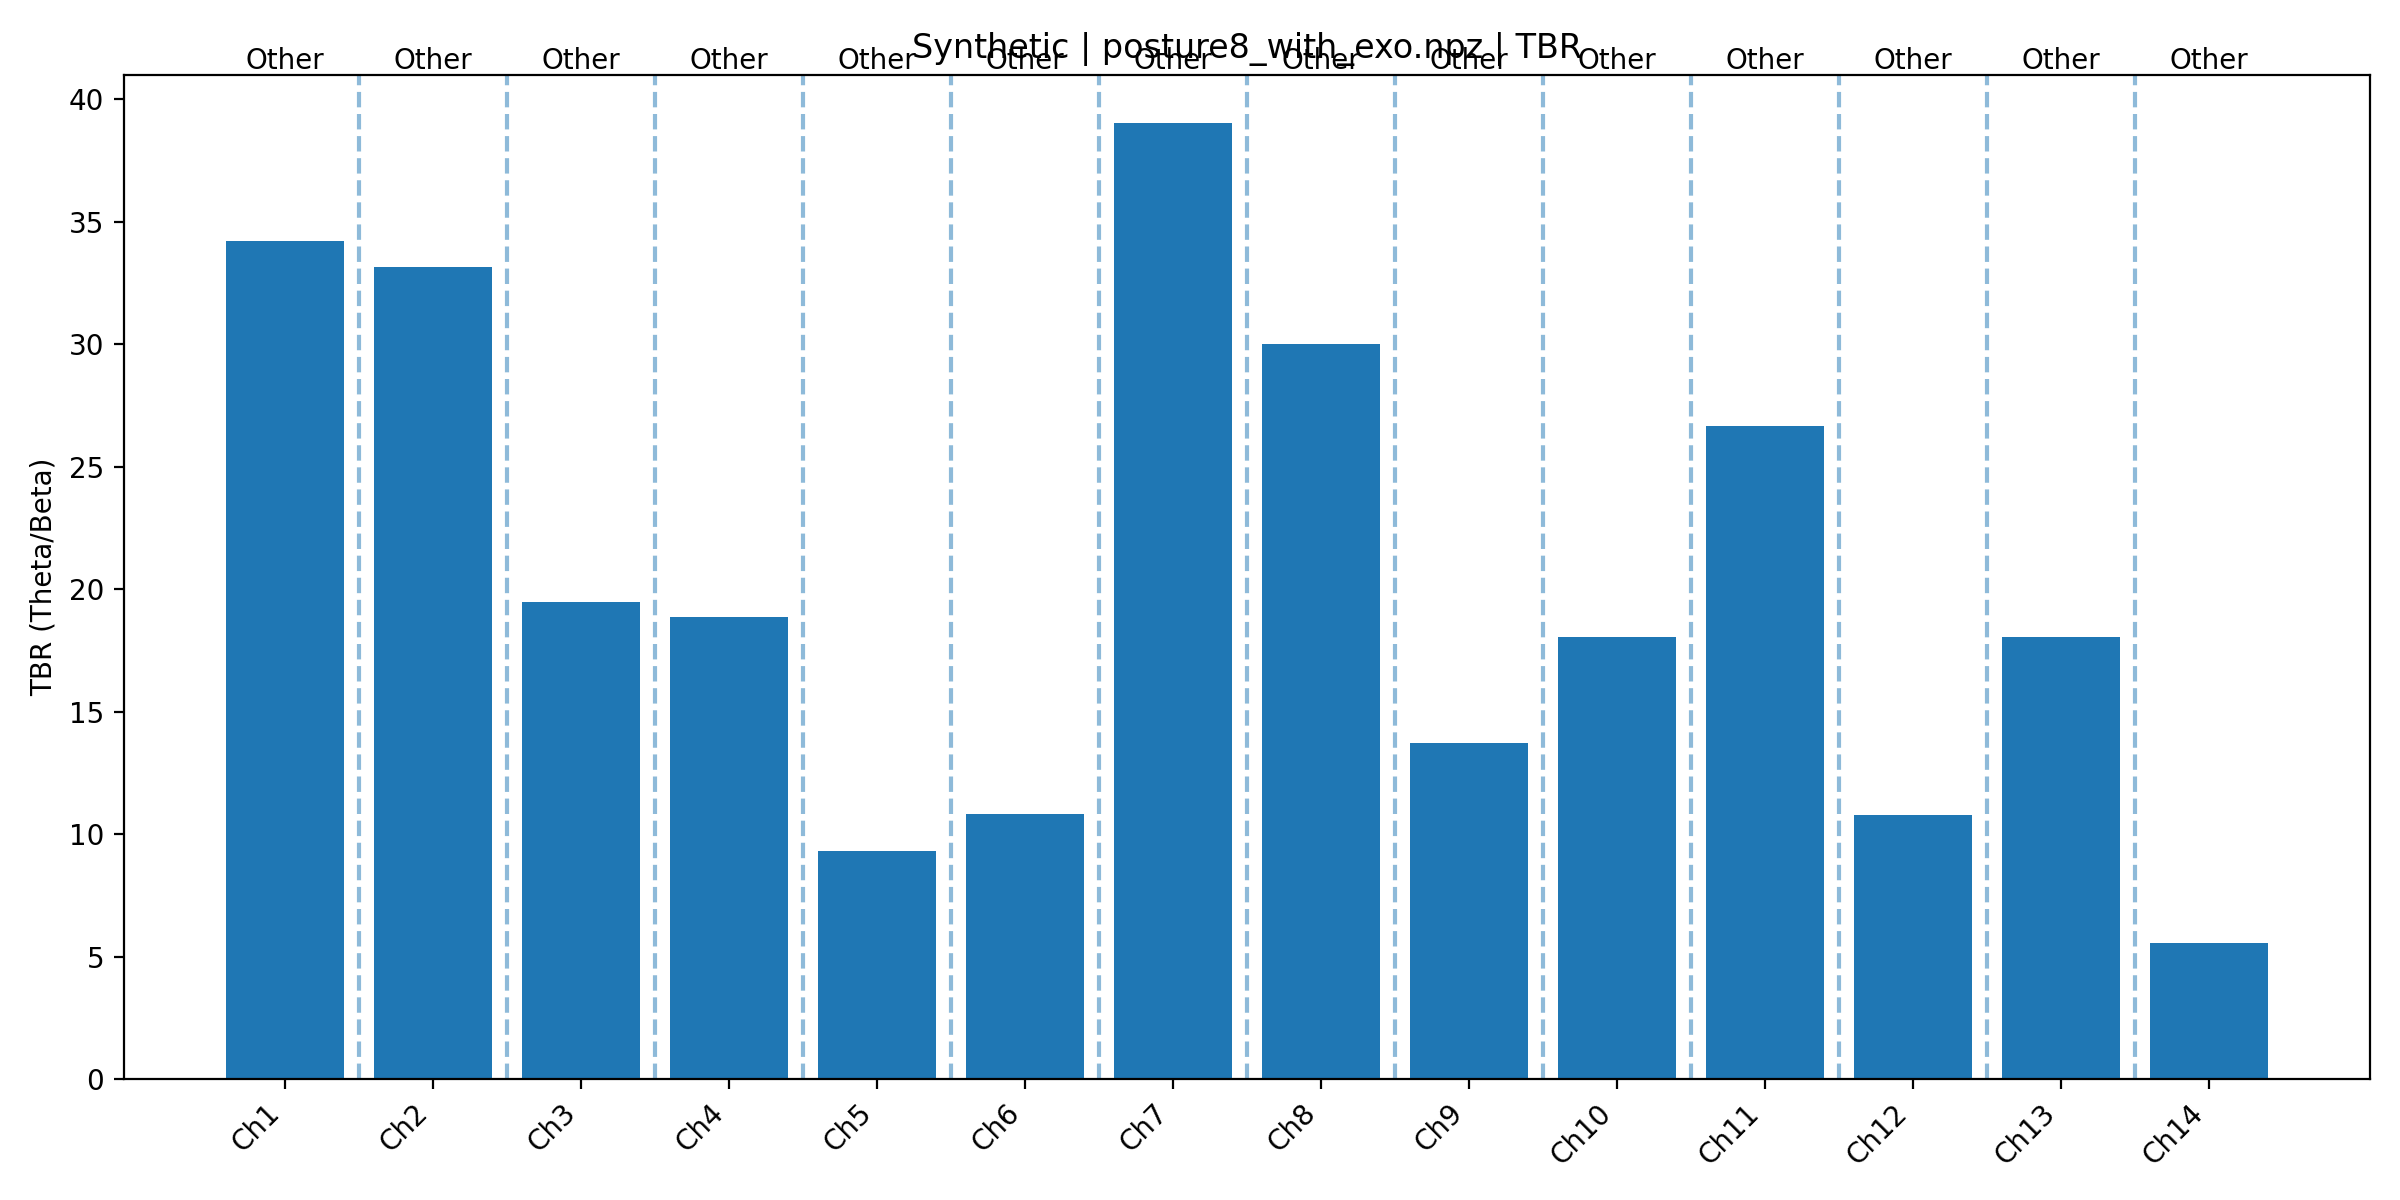 Synthetic | posture8_with_exo.npz | TBR
Other Other Other Other Other Other Other Other Other Other Other Other Other Other
40
35
30
25
20
15
10
5
0
TBR (Theta/Beta)
Ch1 Ch2 Ch3 Ch4 Ch5 Ch6 Ch7 Ch8 Ch9 Ch10 Ch11 Ch12 Ch13 Ch14